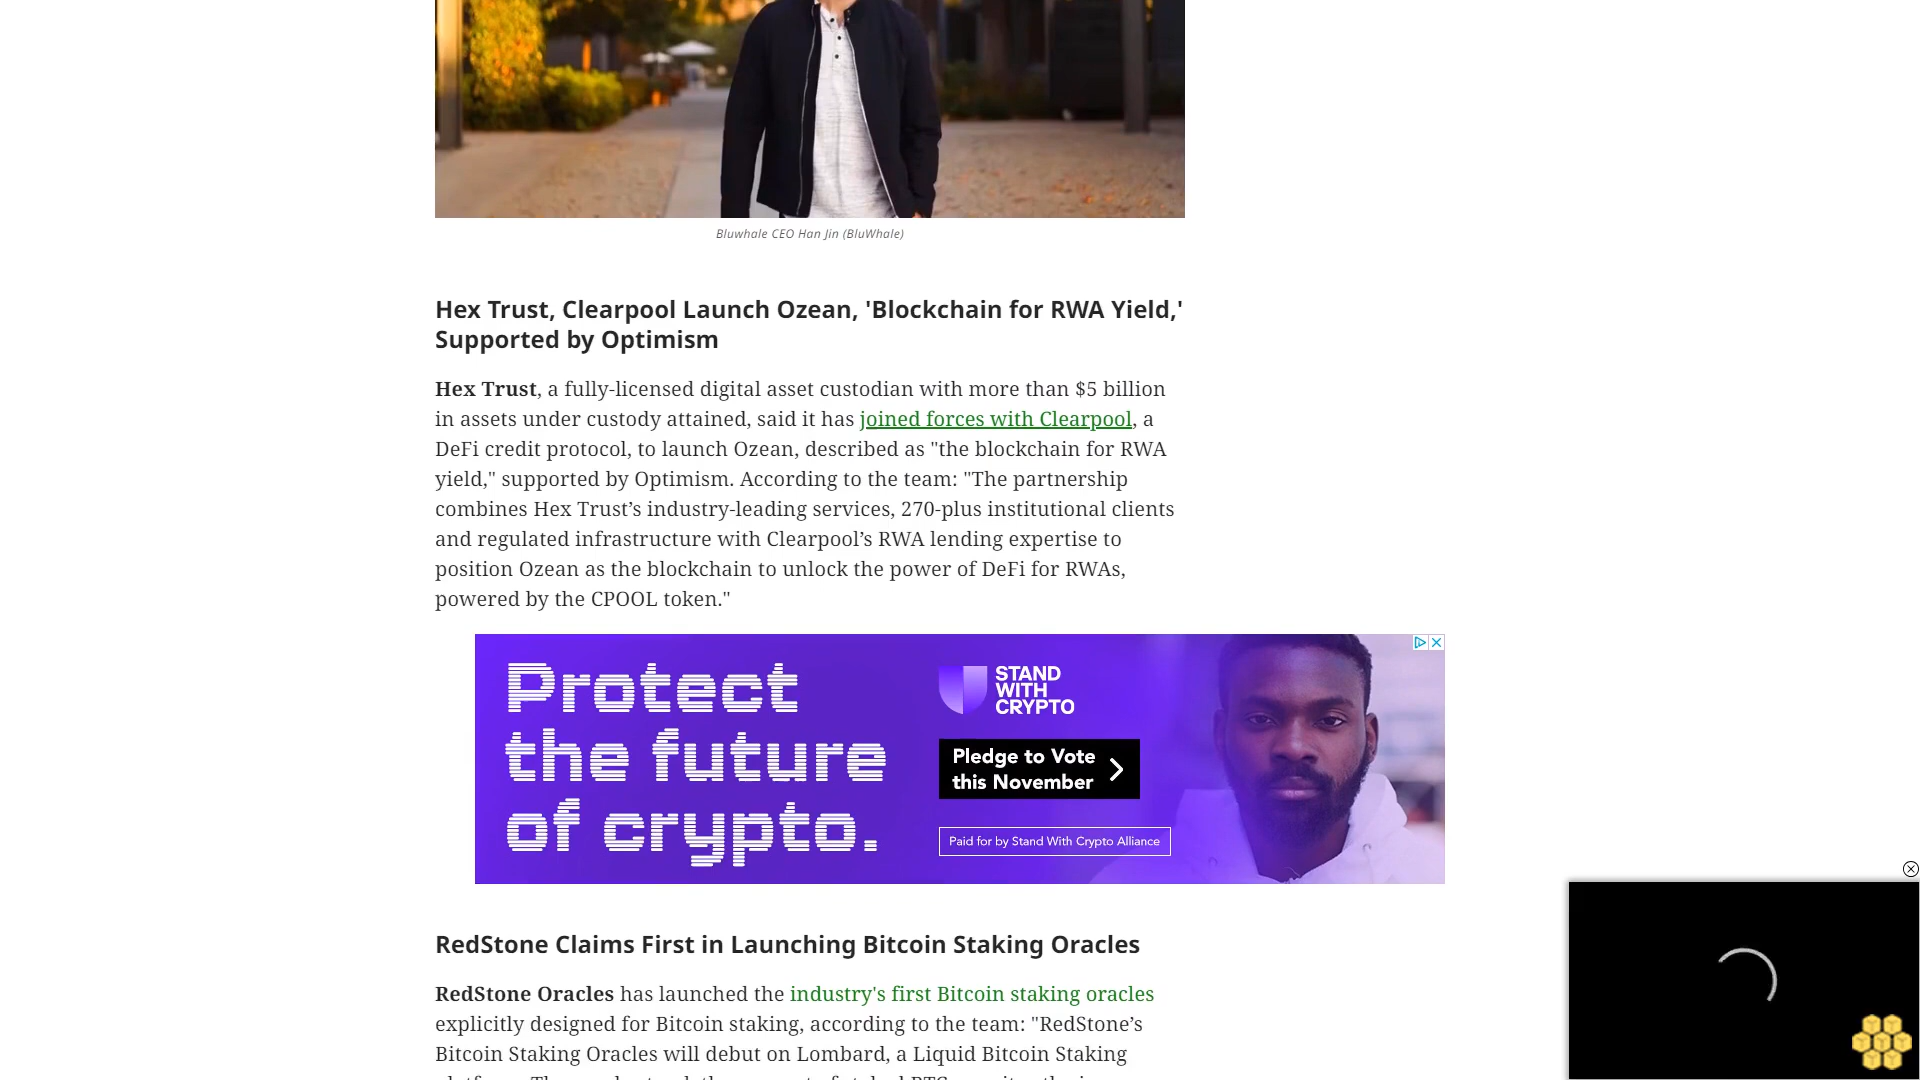 Bluwhale CEO Han Jin (BluWhale)
Hex Trust, Clearpool Launch Ozean, 'Blockchain for RWA Yield,'
Supported by Optimism
Hex Trust, a fully-licensed digital asset custodian with more than $5 billion
in assets under custody attained, said it has joined forces with Clearpool, a
DeFi credit protocol, to launch Ozean, described as "the blockchain for RWA
yield," supported by Optimism. According to the team: "The partnership
combines Hex Trust’s industry-leading services, 270-plus institutional clients
and regulated infrastructure with Clearpool’s RWA lending expertise to
position Ozean as the blockchain to unlock the power of DeFi for RWAs,
powered by the CPOOL token."
Protect
the future
of crypto.
STAND
WITH
CRYPTO
Pledge to Vote
this November
Paid for by Stand With Crypto Alliance
RedStone Claims First in Launching Bitcoin Staking Oracles
RedStone Oracles has launched the industry's first Bitcoin staking oracles
explicitly designed for Bitcoin staking, according to the team: "RedStone’s
Bitcoin Staking Oracles will debut on Lombard, a Liquid Bitcoin Staking